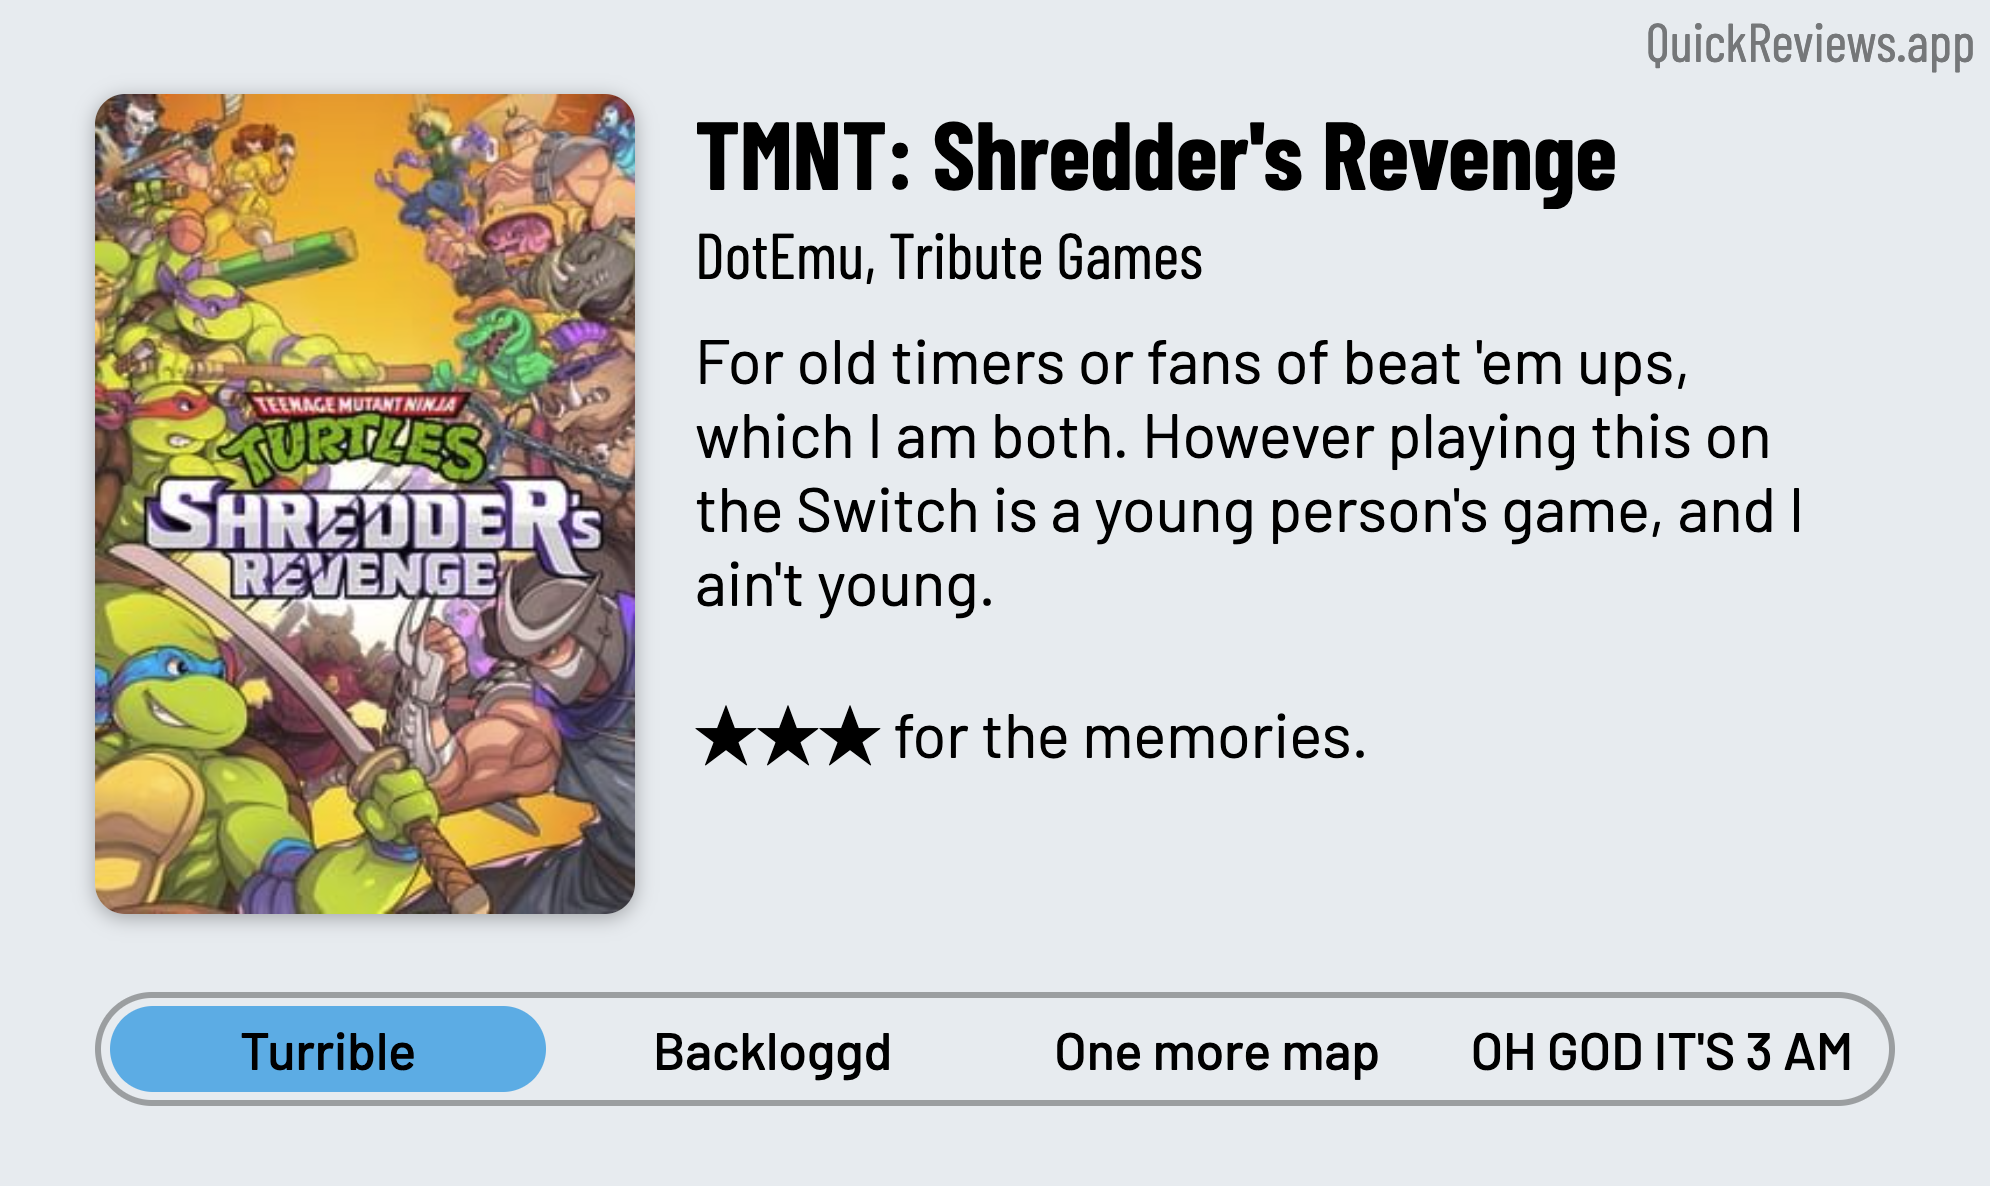 QuickReviews.app
TEENAGE MUTANT NINJA
TURTLES
SHREDDER'S
REVENGE
TMNT: Shredder's Revenge
DotEmu, Tribute Games
For old timers or fans of beat 'em ups,
which I am both. However playing this on
the Switch is a young person's game, and I
ain't young.
★★★ for the memories.
Turrible Backloggd One more map OH GOD IT'S 3 AM